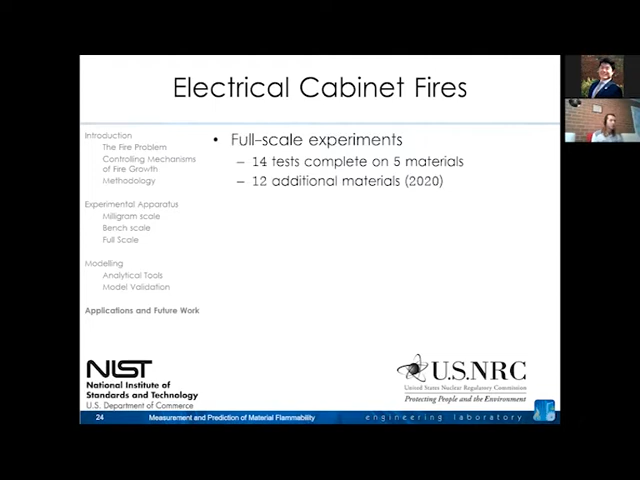 Electrical Cabinet Fires
Introduction
The Fire Problem
Controlling Mechanisms
of Fire Growth
Methodology
Experimental Apparatus
Milligram scale
Bench scale
Full Scale
Modelling
Analytical Tools
Model Validation
Applications and Future Work
• Full-scale experiments
– 14 tests complete on 5 materials
– 12 additional materials (2020)
NIST
National Institute of
Standards and Technology
U.S. Department of Commerce
U.S.NRC
United States Nuclear Regulatory Commission
Protecting People and the Environment
24
Measurement and Prediction of Material Flammability
engineering laboratory